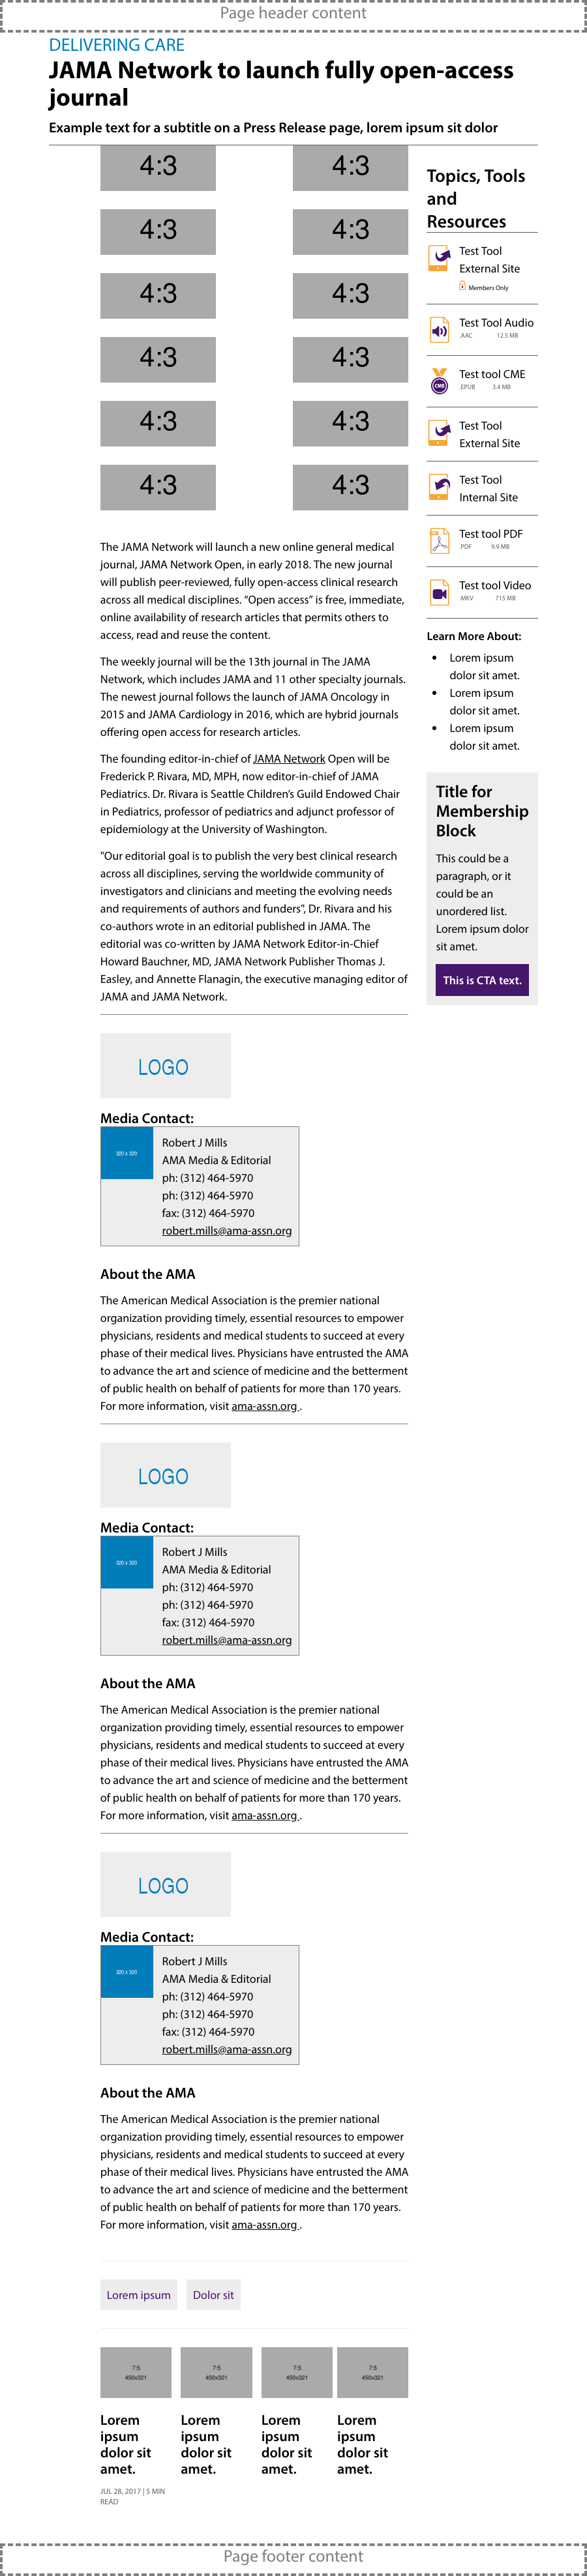 Page header content
DELIVERING CARE
JAMA Network to launch fully open-access
journal
Example text for a subtitle on a Press Release page, lorem ipsum sit dolor
4:3 4:3
4:3 4:3
4:3 4:3
4:3 4:3
4:3 4:3
4:3 4:3
The JAMA Network will launch a new online general medical
journal, JAMA Network Open, in early 2018. The new journal
will publish peer-reviewed, fully open-access clinical research
across all medical disciplines. “Open access” is free, immediate,
online availability of research articles that permits others to
access, read and reuse the content.
The weekly journal will be the 13th journal in The JAMA
Network, which includes JAMA and 11 other specialty journals.
The newest journal follows the launch of JAMA Oncology in
2015 and JAMA Cardiology in 2016, which are hybrid journals
offering open access for research articles.
The founding editor-in-chief of JAMA Network Open will be
Frederick P. Rivara, MD, MPH, now editor-in-chief of JAMA
Pediatrics. Dr. Rivara is Seattle Children’s Guild Endowed Chair
in Pediatrics, professor of pediatrics and adjunct professor of
epidemiology at the University of Washington.
"Our editorial goal is to publish the very best clinical research
across all disciplines, serving the worldwide community of
investigators and clinicians and meeting the evolving needs
and requirements of authors and funders", Dr. Rivara and his
co-authors wrote in an editorial published in JAMA. The
editorial was co-written by JAMA Network Editor-in-Chief
Howard Bauchner, MD, JAMA Network Publisher Thomas J.
Easley, and Annette Flanagin, the executive managing editor of
JAMA and JAMA Network.
LOGO
Media Contact:
320 x 320
Robert J Mills
AMA Media & Editorial
ph: (312) 464-5970
ph: (312) 464-5970
fax: (312) 464-5970
robert.mills@ama-assn.org
About the AMA
The American Medical Association is the premier national
organization providing timely, essential resources to empower
physicians, residents and medical students to succeed at every
phase of their medical lives. Physicians have entrusted the AMA
to advance the art and science of medicine and the betterment
of public health on behalf of patients for more than 170 years.
For more information, visit ama-assn.org .
LOGO
Media Contact:
320 x 320
Robert J Mills
AMA Media & Editorial
ph: (312) 464-5970
ph: (312) 464-5970
fax: (312) 464-5970
robert.mills@ama-assn.org
About the AMA
The American Medical Association is the premier national
organization providing timely, essential resources to empower
physicians, residents and medical students to succeed at every
phase of their medical lives. Physicians have entrusted the AMA
to advance the art and science of medicine and the betterment
of public health on behalf of patients for more than 170 years.
For more information, visit ama-assn.org .
LOGO
Media Contact:
320 x 320
Robert J Mills
AMA Media & Editorial
ph: (312) 464-5970
ph: (312) 464-5970
fax: (312) 464-5970
robert.mills@ama-assn.org
About the AMA
The American Medical Association is the premier national
organization providing timely, essential resources to empower
physicians, residents and medical students to succeed at every
phase of their medical lives. Physicians have entrusted the AMA
to advance the art and science of medicine and the betterment
of public health on behalf of patients for more than 170 years.
For more information, visit ama-assn.org .
Lorem ipsum Dolor sit
7:5
450x321
Lorem
ipsum
dolor sit
amet.
JUL 28, 2017 | 5 MIN
READ
7:5
450x321
Lorem
ipsum
dolor sit
amet.
7:5
450x321
Lorem
ipsum
dolor sit
amet.
7:5
450x321
Lorem
ipsum
dolor sit
amet.
Topics, Tools
and
Resources
Test Tool
External Site
Members Only
Test Tool Audio
.AAC 12.5 MB
CME
Test tool CME
.EPUB 3.4 MB
Test Tool
External Site
Test Tool
Internal Site
Test tool PDF
.PDF 9.9 MB
Test tool Video
.MKV 715 MB
Learn More About:
• Lorem ipsum
dolor sit amet.
• Lorem ipsum
dolor sit amet.
• Lorem ipsum
dolor sit amet.
Title for
Membership
Block
This could be a
paragraph, or it
could be an
unordered list.
Lorem ipsum dolor
sit amet.
This is CTA text.
Page footer content